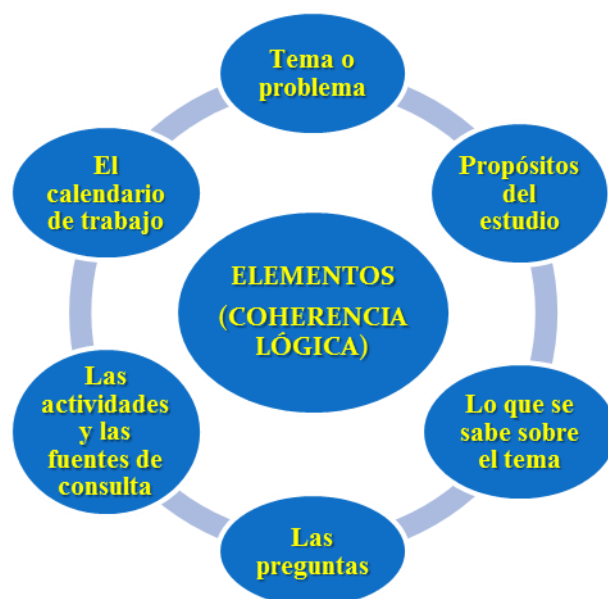 Tema o
problema
Propósitos
del
estudio
Lo que se
sabe sobre
el tema
Las
preguntas
Las
actividades
y las
fuentes de
consulta
El
calendario
de trabajo
ELEMENTOS
(COHERENCIA
LÓGICA)